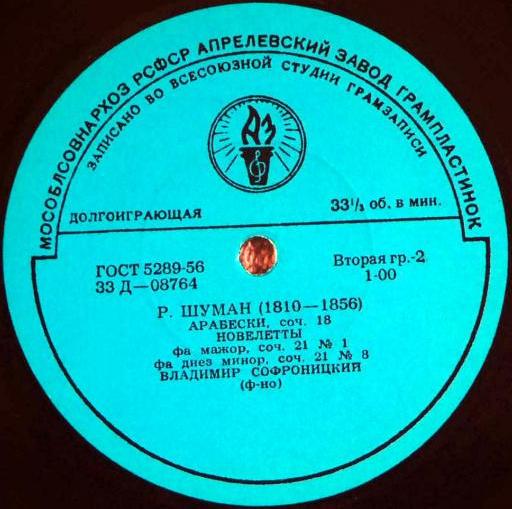 МОСОБЛСОВНАРХОЗ РСФСР АПРЕЛЕВСКИЙ ЗАВОД ГРАМПЛАСТИНОК
ЗАПИСАНО ВО ВСЕСОЮЗНОЙ СТУДИИ ГРАМЗАПИСИ
АЗ
ДОЛГОИГРАЮЩАЯ
33⅓ об. в мин.
ГОСТ 5289-56
33 Д—08764
Вторая гр.-2
1-00
Р. ШУМАН (1810—1856)
АРАБЕСКИ, соч. 18
НОВЕЛЕТТЫ
фа мажор, соч. 21 № 1
фа диез минор, соч. 21 № 8
ВЛАДИМИР СОФРОНИЦКИЙ
(ф-но)